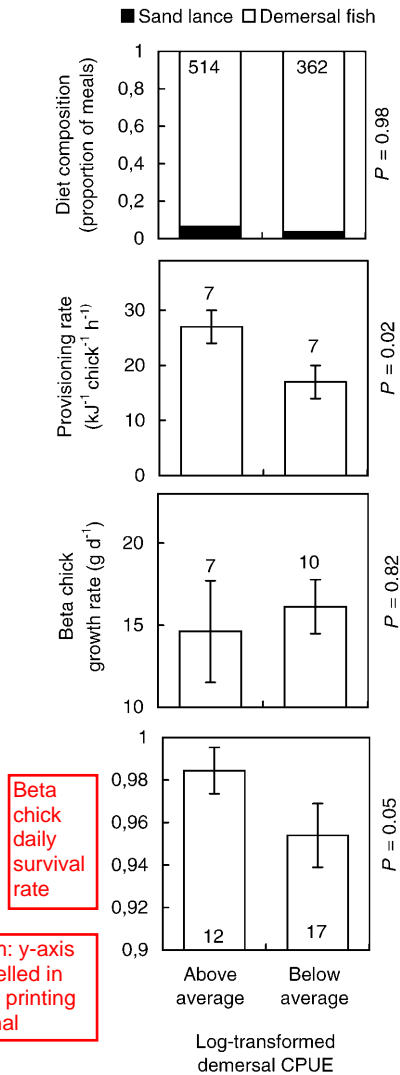 Sand lance Demersal fish
Diet composition
(proportion of meals)
1
0,8
0,6
0,4
0,2
0
514
362
P = 0.98
Provisioning rate
(kJ-1 chick-1 h-1)
30
20
10
0
7
7
P = 0.02
Beta chick
growth rate (g d-1)
20
15
10
7
10
P = 0.82
1
0,98
0,96
0,94
0,92
0,9
12
17
P = 0.05
Beta
chick
daily
survival
rate
: y-axis
elled in
printing
Above
average
Below
average
Log-transformed
demersal CPUE